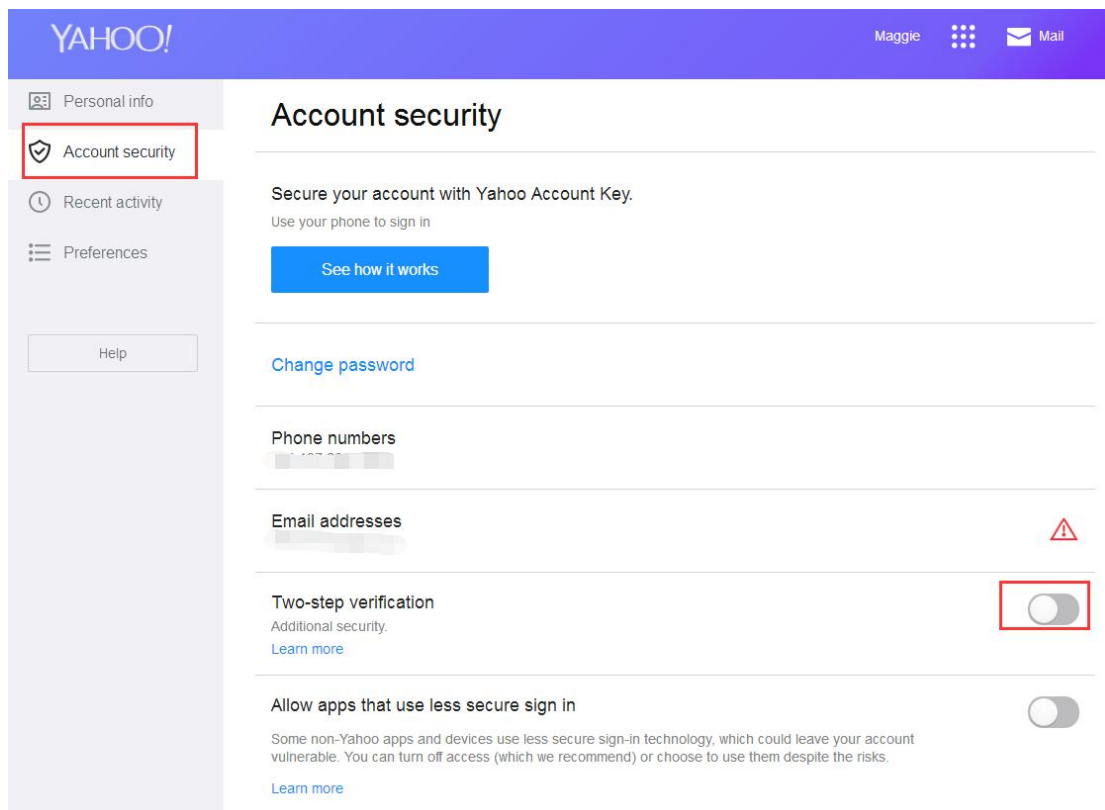 YAHOO!
Maggie
Mail
Personal info
Account security
Recent activity
Preferences
Help
Account security
Secure your account with Yahoo Account Key.
Use your phone to sign in
See how it works
Change password
Phone numbers
Email addresses
Two-step verification
Additional security.
Learn more
Allow apps that use less secure sign in
Some non-Yahoo apps and devices use less secure sign-in technology, which could leave your account
vulnerable. You can turn off access (which we recommend) or choose to use them despite the risks.
Learn more